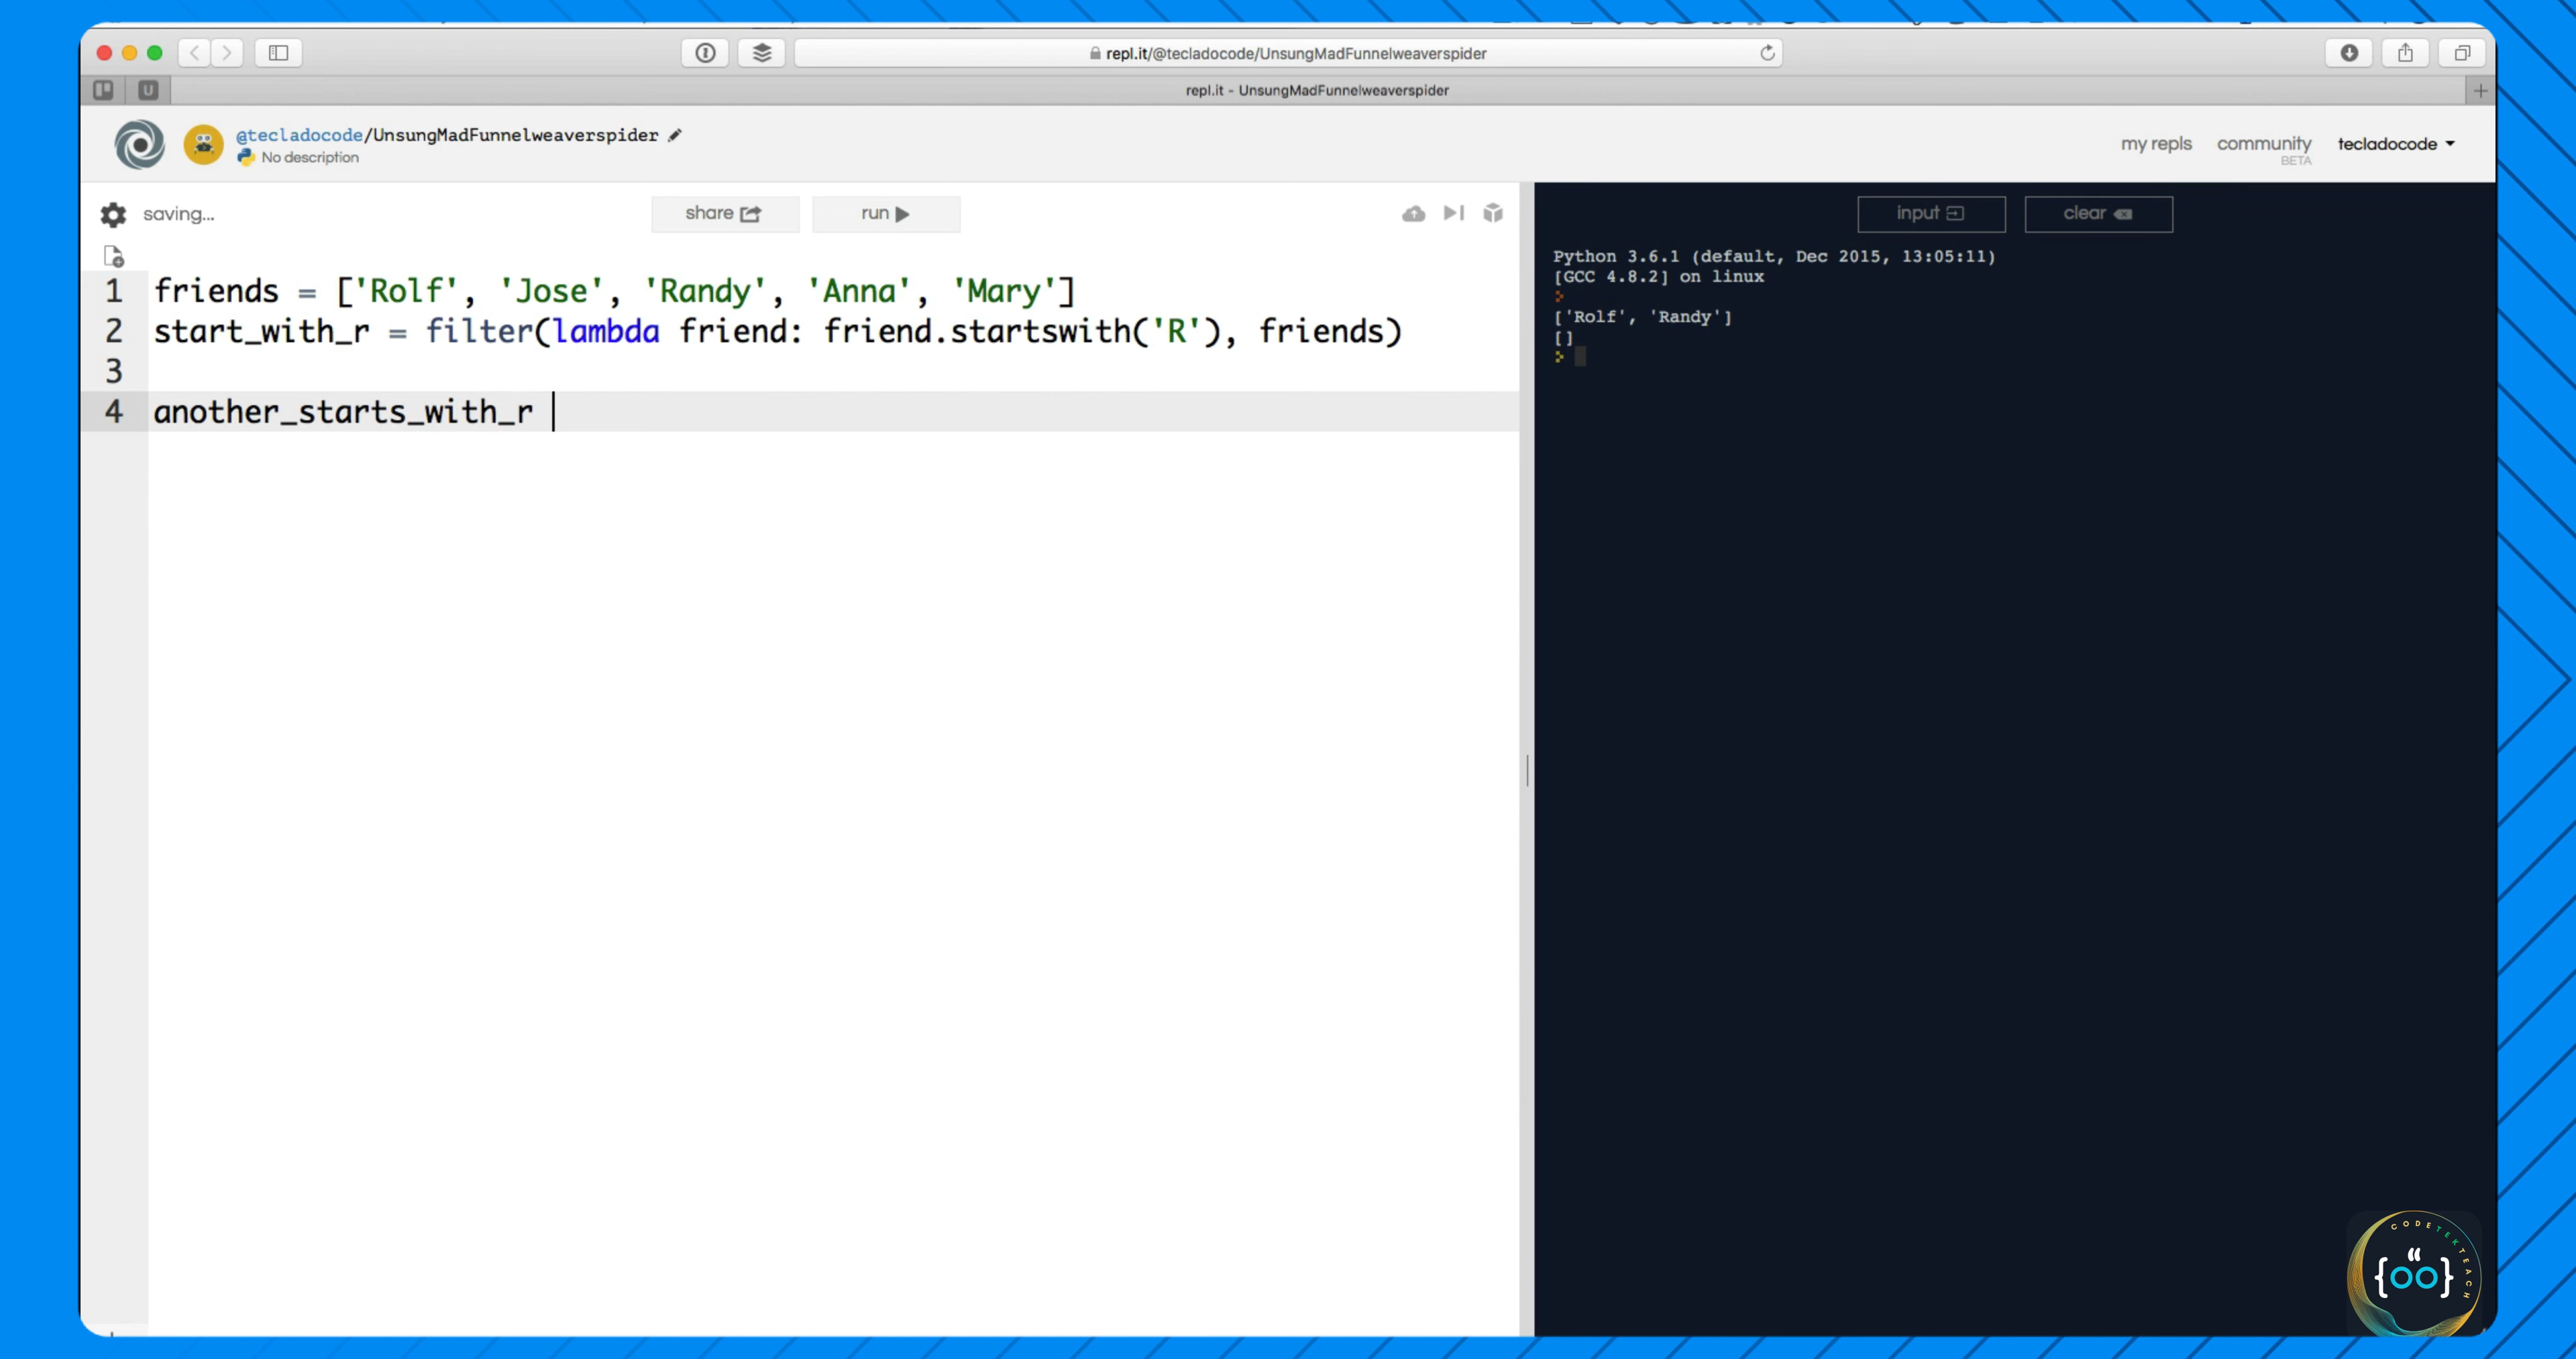 repl.it/@tecladocode/UnsungMadFunnelweaverspider
U
repl.it - UnsungMadFunnelweaverspider
@tecladocode/UnsungMadFunnelweaverspider
No description
my repls community tecladocode
BETA
saving...
share run
input clear
1 friends = ['Rolf', 'Jose', 'Randy', 'Anna', 'Mary']
2 start_with_r = filter(lambda friend: friend.startswith('R'), friends)
3
4 another_starts_with_r
Python 3.6.1 (default, Dec 2015, 13:05:11)
[GCC 4.8.2] on linux
['Rolf', 'Randy']
[]
CODETEKTEACH